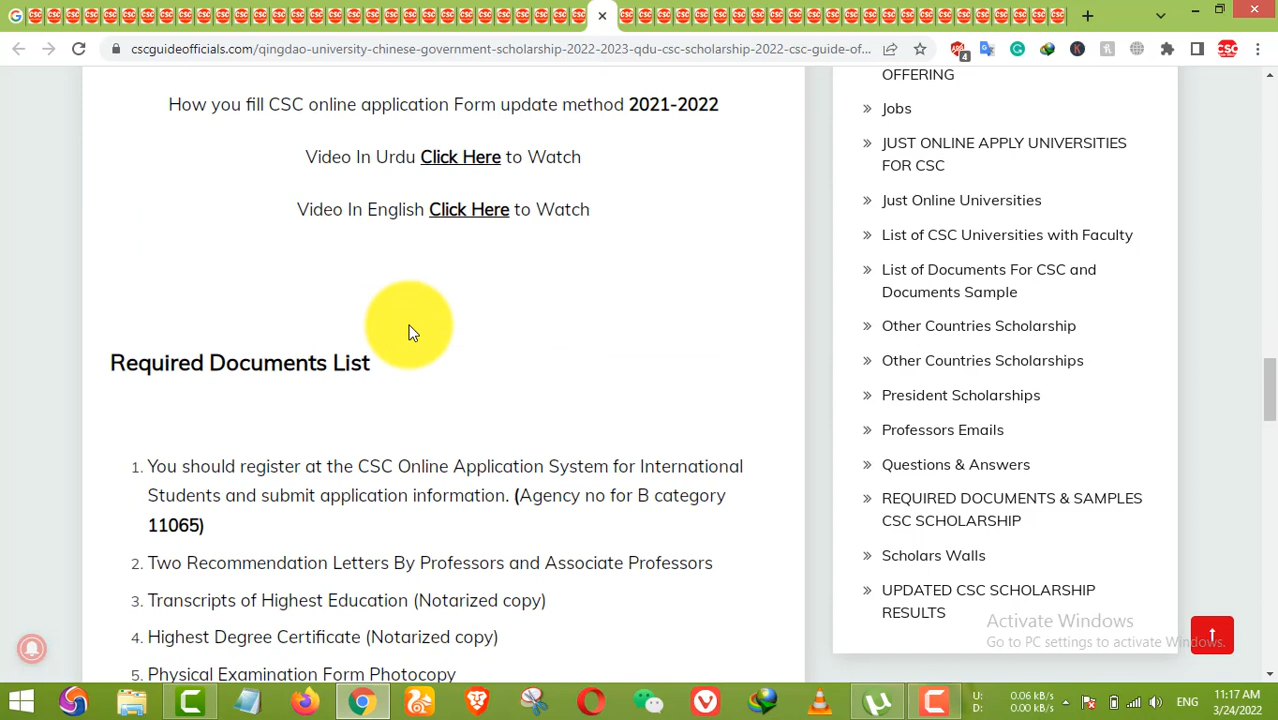 cscguideofficials.com/qingdao-university-chinese-government-scholarship-2022-2023-qdu-csc-scholarship-2022-csc-guide-of...
4
How you fill CSC online application Form update method 2021-2022
Video In Urdu Click Here to Watch
Video In English Click Here to Watch
Required Documents List
1. You should register at the CSC Online Application System for International
Students and submit application information. (Agency no for B category
11065)
2. Two Recommendation Letters By Professors and Associate Professors
3. Transcripts of Highest Education (Notarized copy)
4. Highest Degree Certificate (Notarized copy)
5. Physical Examination Form Photocopy
OFFERING
Jobs
JUST ONLINE APPLY UNIVERSITIES
FOR CSC
Just Online Universities
List of CSC Universities with Faculty
List of Documents For CSC and
Documents Sample
Other Countries Scholarship
Other Countries Scholarships
President Scholarships
Professors Emails
Questions & Answers
REQUIRED DOCUMENTS & SAMPLES
CSC SCHOLARSHIP
Scholars Walls
UPDATED CSC SCHOLARSHIP
RESULTS
Activate Windows
Go to PC settings to activate Windows.
U: 0.06 kB/s
D: 0.00 kB/s
ENG
11:17 AM
3/24/2022